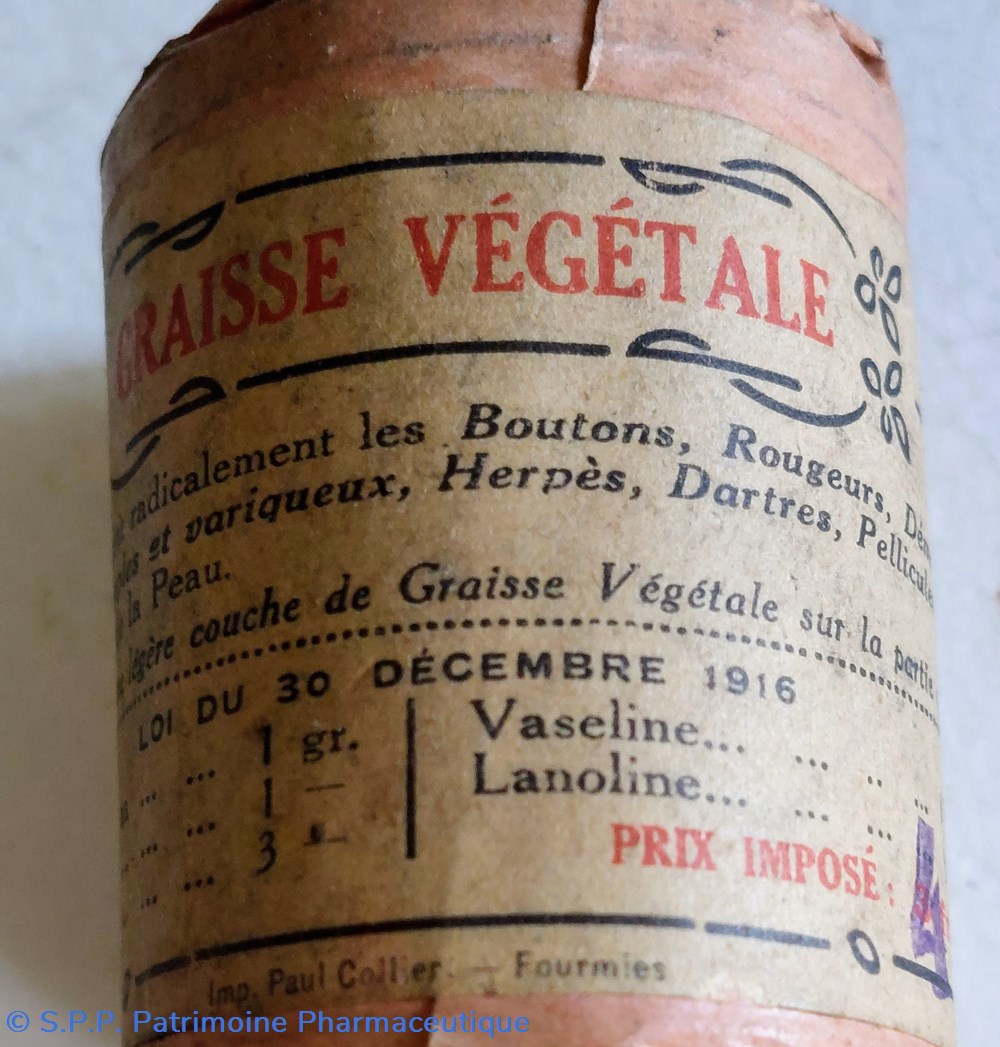 GRAISSE VÉGÉTALE
radicalement les Boutons, Rougeurs,
et variqueux, Herpès, Dartres, Pellicule
la Peau.
légère couche de Graisse Végétale sur la partie
LOI DU 30 DÉCEMBRE 1916
... 1 gr. Vaseline... ... .. ...
... ... 1 — Lanoline... ... ...
... ... 3 —
PRIX IMPOSÉ: 4
Imp. Paul Collier. — Fourmies
© S.P.P. Patrimoine Pharmaceutique